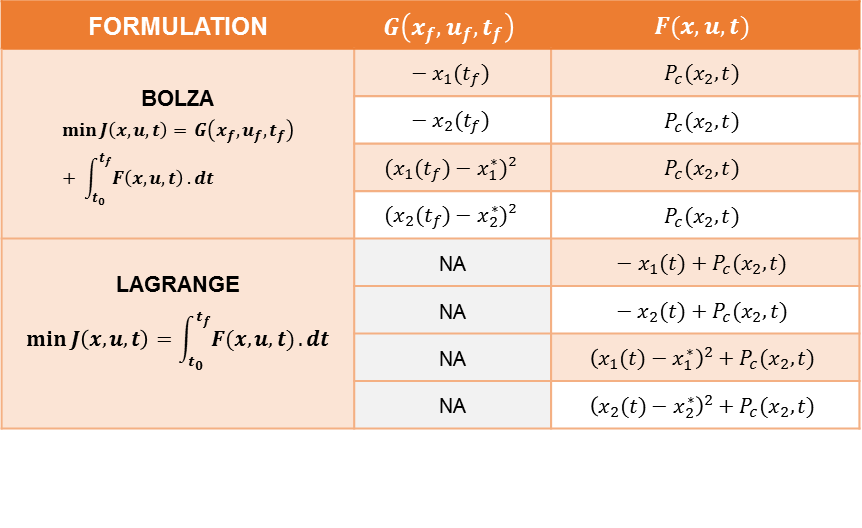 FORMULATION G(x_f, u_f, t_f) F(x, u, t)
BOLZA
min J(x, u, t) = G(x_f, u_f, t_f)
+ ∫_{t_0}^{t_f} F(x, u, t) . dt
− x_1(t_f) P_c(x_2, t)
− x_2(t_f) P_c(x_2, t)
(x_1(t_f) − x_1^*)^2 P_c(x_2, t)
(x_2(t_f) − x_2^*)^2 P_c(x_2, t)
LAGRANGE
min J(x, u, t) = ∫_{t_0}^{t_f} F(x, u, t) . dt
NA − x_1(t) + P_c(x_2, t)
NA − x_2(t) + P_c(x_2, t)
NA (x_1(t) − x_1^*)^2 + P_c(x_2, t)
NA (x_2(t) − x_2^*)^2 + P_c(x_2, t)